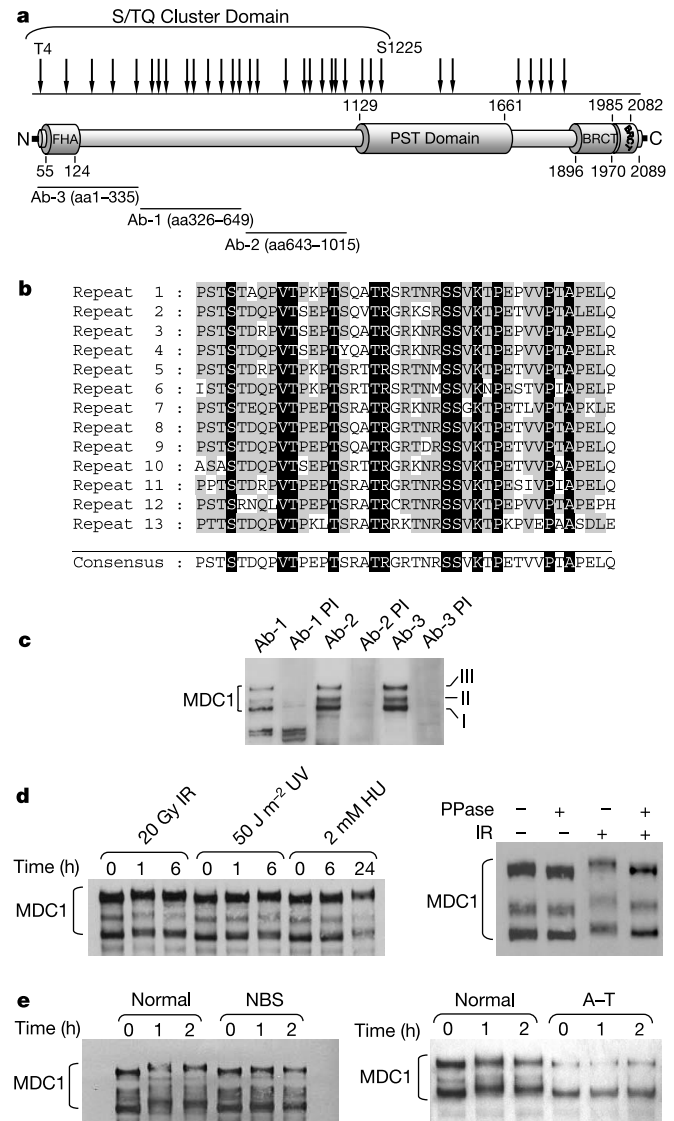 a
S/TQ Cluster Domain
T4 S1225
1129 1661 1985 2082
N FHA PST Domain BRCT BRCT C
55 124 1896 1970 2089
Ab-3 (aa1–335)
Ab-1 (aa326–649)
Ab-2 (aa643–1015)
b
Repeat 1 : PSTSTAQPVTPKPTSQATRSRTNRSSVKTPEPVVPTAPELQ
Repeat 2 : PSTSTDQPVTSEPTSQVTRGRKSRSSVKTPETVVPTALELQ
Repeat 3 : PSTSTDRPVTSEPTSQATRGRKNRSSVKTPEPVVPTAPELQ
Repeat 4 : PSTSTDQPVTSEPTYQATRGRKNRSSVKTPEPVVPTAPELR
Repeat 5 : PSTSTDRPVTPKPTSRTTRSRTNMSSVKTPETVVPTAPELQ
Repeat 6 : ISTSTDQPVTPKPTSRTTRSRTNMSSVKNPESTVPIAPELP
Repeat 7 : PSTSTEQPVTPEPTSRATRGRKNRSSGKTPETLVPTAPKLE
Repeat 8 : PSTSTDQPVTPEPTSQATRGRTNRSSVKTPETVVPTAPELQ
Repeat 9 : PSTSTDQPVTPEPTSQATRGRTDRSSVKTPETVVPTAPELQ
Repeat 10 : ASASTDQPVTSEPTSRTTRGRKNRSSVKTPETVVPAAPELQ
Repeat 11 : PPTSTDRPVTPEPTSRATRGRTNRSSVKTPESIVPIAPELQ
Repeat 12 : PSTSRNQLVTPEPTSRATRCRTNRSSVKTPEPVVPTAPEPH
Repeat 13 : PTTSTDQPVTPKLTSRATRRKTNRSSVKTPKPVEPAASDLE
Consensus : PSTSTDQPVTPEPTSRATRGRTNRSSVKTPETVVPTAPELQ
c
Ab-1 Ab-1 PI Ab-2 Ab-2 PI Ab-3 Ab-3 PI
MDC1 III
II
I
d
20 Gy IR 50 J m⁻² UV 2 mM HU
Time (h) 0 1 6 0 1 6 0 6 24
MDC1
PPase – + – +
IR – – + +
MDC1
e
Normal NBS
Time (h) 0 1 2 0 1 2
MDC1
Normal A–T
Time (h) 0 1 2 0 1 2
MDC1